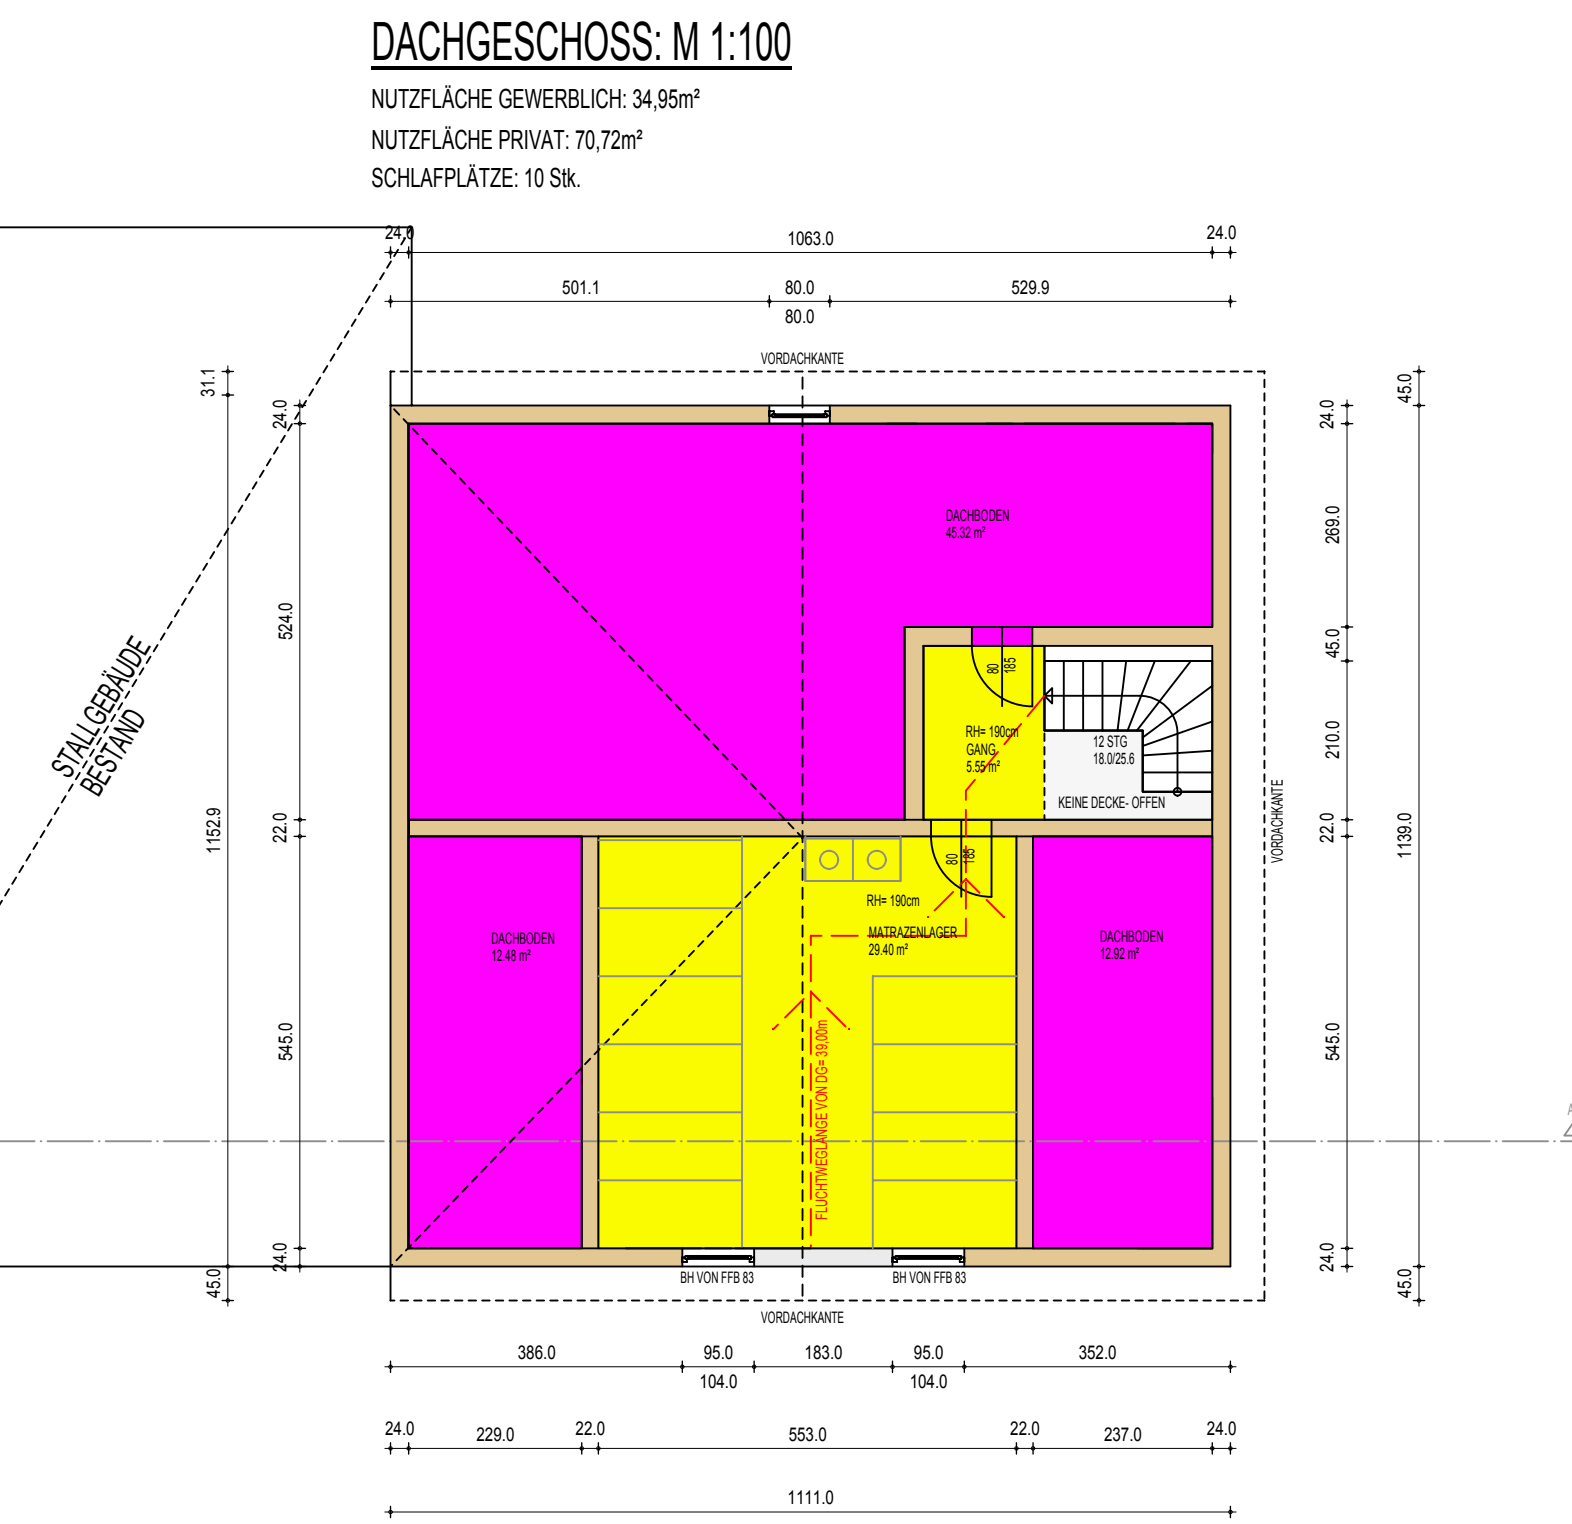 DACHGESCHOSS: M 1:100
NUTZFLÄCHE GEWERBLICH: 34,95m²
NUTZFLÄCHE PRIVAT: 70,72m²
SCHLAFPLÄTZE: 10 Stk.
24.0
1063.0
24.0
501.1
80.0
529.9
80.0
VORDACHKANTE
31.1
24.0
524.0
1152.9
22.0
545.0
24.0
45.0
STALLGEBÄUDE
BESTAND
DACHBODEN
45.32 m²
80
185
RH= 190cm
GANG
5.55 m²
12 STG
18.0/25.6
KEINE DECKE- OFFEN
80
185
RH= 190cm
MATRAZENLAGER
29.40 m²
DACHBODEN
12.48 m²
DACHBODEN
12.92 m²
FLUCHTWEGLÄNGE VON DG= 39,00m
VORDACHKANTE
24.0
45.0
269.0
45.0
210.0
22.0
1139.0
545.0
24.0
45.0
A
BH VON FFB 83
BH VON FFB 83
VORDACHKANTE
386.0
95.0
183.0
95.0
352.0
104.0
104.0
24.0
229.0
22.0
553.0
22.0
237.0
24.0
1111.0